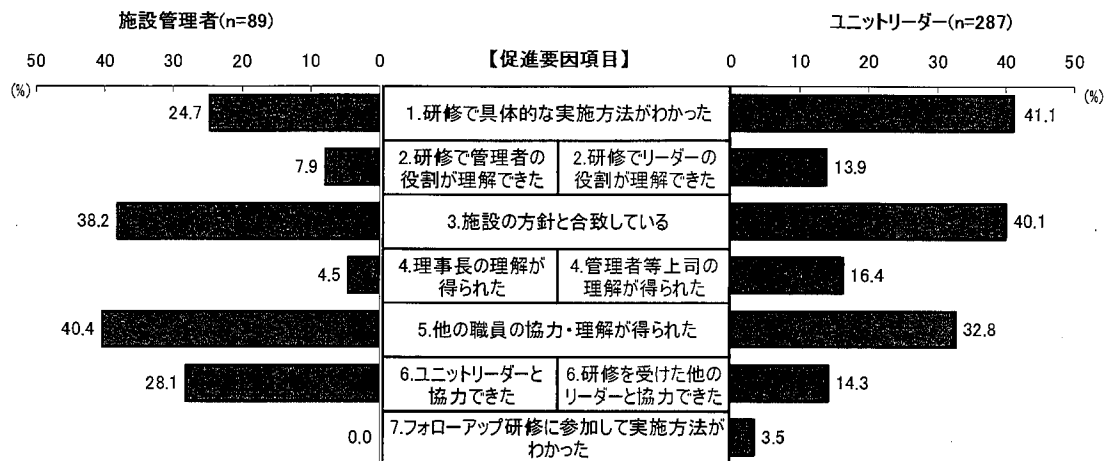 施設管理者(n=89)
ユニットリーダー(n=287)
50 40 30 20 10 0
【促進要因項目】
0 10 20 30 40 50
(%)
(%)
24.7
1.研修で具体的な実施方法がわかった
41.1
7.9
2.研修で管理者の
役割が理解できた
2.研修でリーダーの
役割が理解できた
13.9
38.2
3.施設の方針と合致している
40.1
4.5
4.理事長の理解が
得られた
4.管理者等上司の
理解が得られた
16.4
40.4
5.他の職員の協力・理解が得られた
32.8
28.1
6.ユニットリーダーと
協力できた
6.研修を受けた他の
リーダーと協力できた
14.3
0.0
7.フォローアップ研修に参加して実施方法が
わかった
3.5